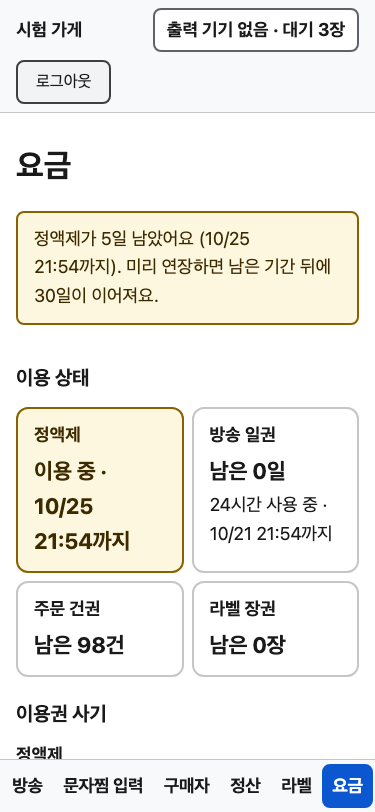 시험 가게
출력 기기 없음 · 대기 3장
로그아웃
요금
정액제가 5일 남았어요 (10/25
21:54까지). 미리 연장하면 남은 기간 뒤에
30일이 이어져요.
이용 상태
정액제
이용 중 ·
10/25
21:54까지
방송 일권
남은 0일
24시간 사용 중 ·
10/21 21:54까지
주문 건권
남은 98건
라벨 장권
남은 0장
이용권 사기
정액제
방송
문자찜 입력
구매자
정산
라벨
요금